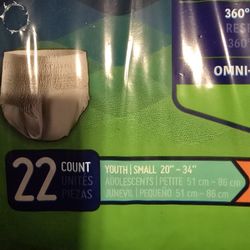 360°
RES
360
OMNI-
22 COUNT
UNITÉS
PIEZAS
YOUTH | SMALL 20" - 34"
ADOLESCENTS | PETITE 51 cm - 86 cm
JUNEVIL | PEQUEÑO 51 cm - 86 cm